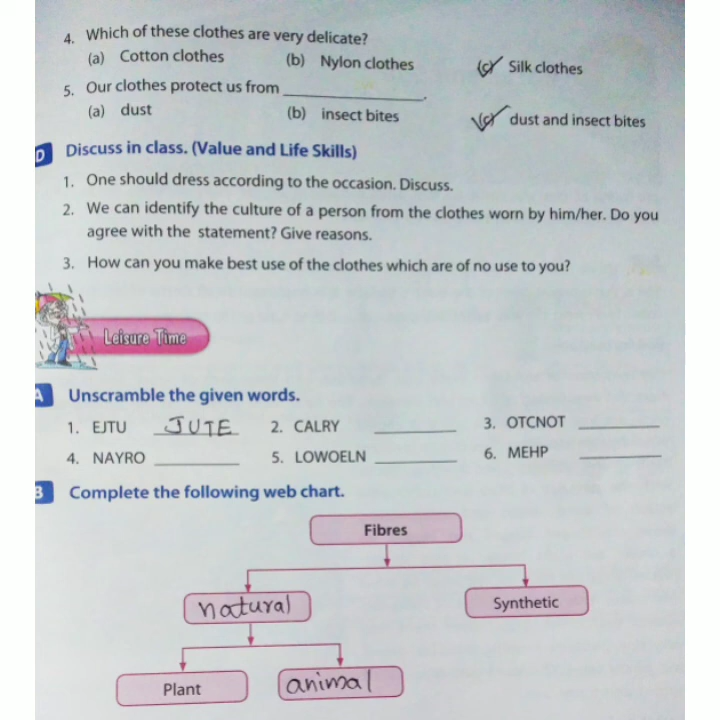 4. Which of these clothes are very delicate?
(a) Cotton clothes (b) Nylon clothes (c) Silk clothes
5. Our clothes protect us from ____________.
(a) dust (b) insect bites (c) dust and insect bites
D Discuss in class. (Value and Life Skills)
1. One should dress according to the occasion. Discuss.
2. We can identify the culture of a person from the clothes worn by him/her. Do you
agree with the statement? Give reasons.
3. How can you make best use of the clothes which are of no use to you?
Leisure Time
A Unscramble the given words.
1. EJTU JUTE 2. CALRY ________ 3. OTCNOT ________
4. NAYRO ________ 5. LOWOELN ________ 6. MEHP ________
B Complete the following web chart.
Fibres
natural Synthetic
Plant animal